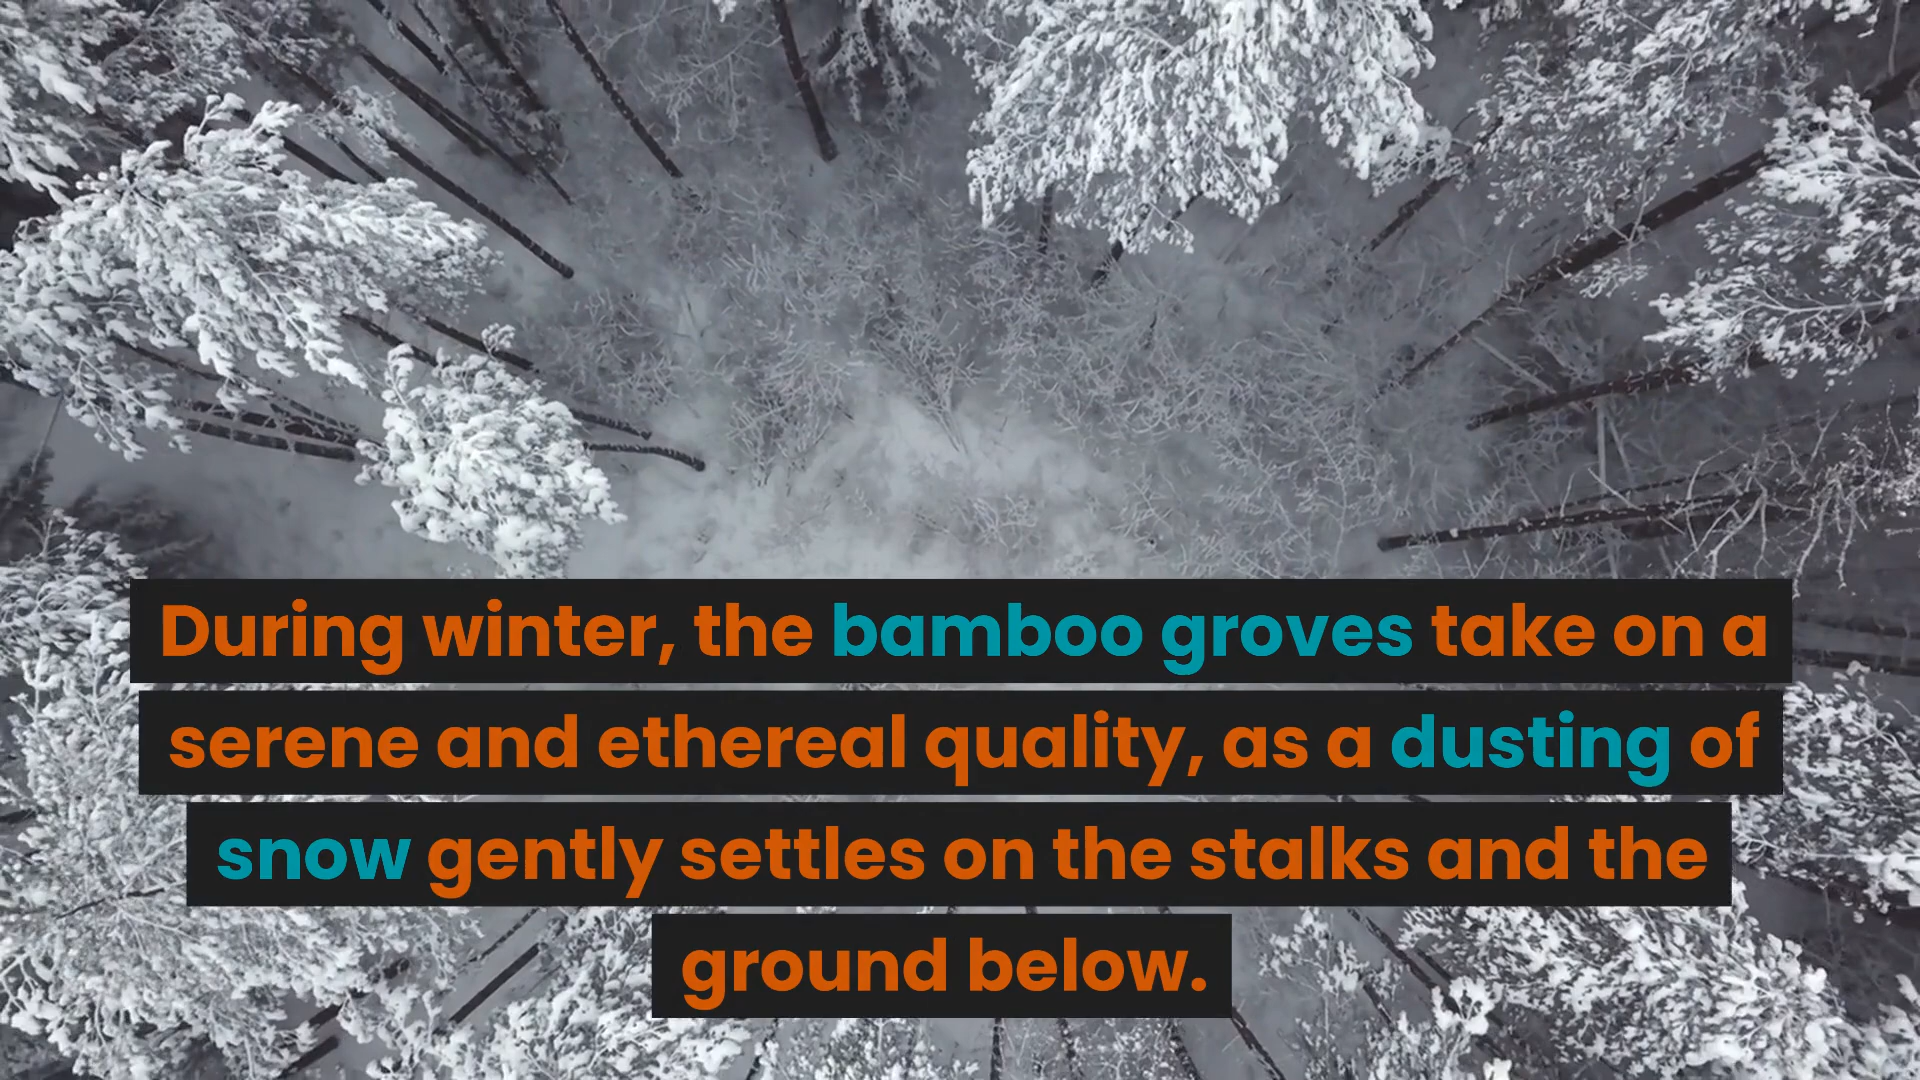 During winter, the bamboo groves take on a
serene and ethereal quality, as a dusting of
snow gently settles on the stalks and the
ground below.